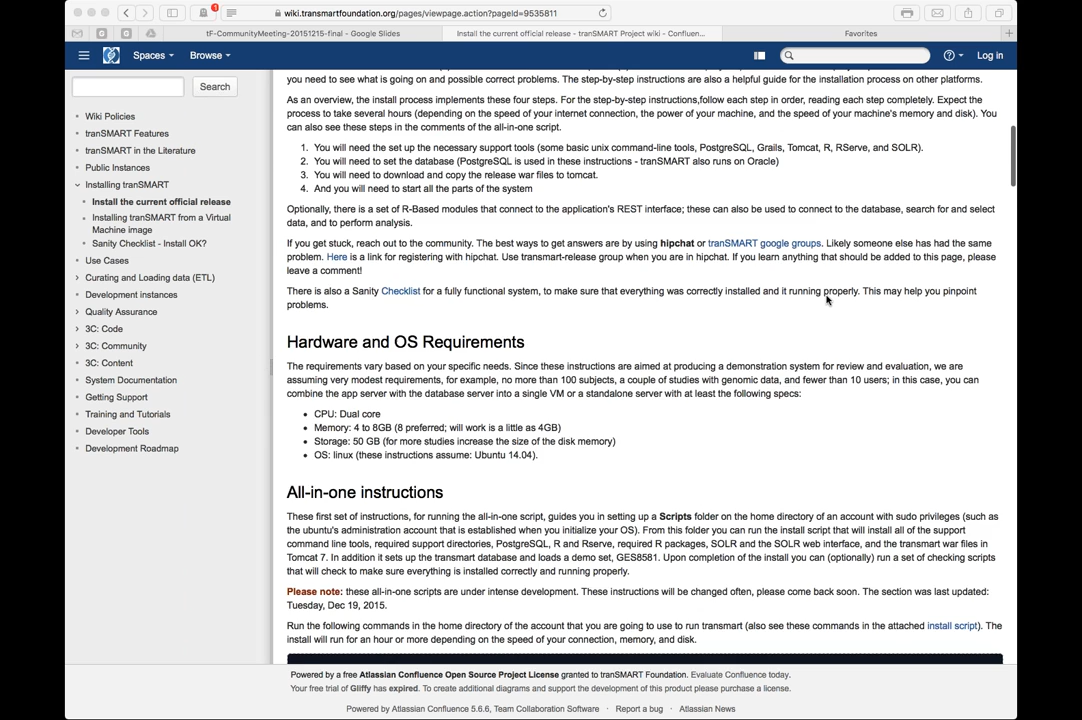 1
wiki.transmartfoundation.org/pages/viewpage.action?pageId=9535811
tF-CommunityMeeting-20151215-final - Google Slides
Install the current official release - tranSMART Project wiki - Confluen...
Favorites
Spaces
Browse
Log in
Search
Wiki Policies
tranSMART Features
tranSMART in the Literature
Public Instances
Installing tranSMART
Install the current official release
Installing tranSMART from a Virtual
Machine image
Sanity Checklist - Install OK?
Use Cases
Curating and Loading data (ETL)
Development instances
Quality Assurance
3C: Code
3C: Community
3C: Content
System Documentation
Getting Support
Training and Tutorials
Developer Tools
Development Roadmap
you need to see what is going on and possible correct problems. The step-by-step instructions are also a helpful guide for the installation process on other platforms.
As an overview, the install process implements these four steps. For the step-by-step instructions,follow each step in order, reading each step completely. Expect the
process to take several hours (depending on the speed of your internet connection, the power of your machine, and the speed of your machine's memory and disk). You
can also see these steps in the comments of the all-in-one script.
1. You will need the set up the necessary support tools (some basic unix command-line tools, PostgreSQL, Grails, Tomcat, R, RServe, and SOLR).
2. You will need to set the database (PostgreSQL is used in these instructions - tranSMART also runs on Oracle)
3. You will need to download and copy the release war files to tomcat.
4. And you will need to start all the parts of the system
Optionally, there is a set of R-Based modules that connect to the application's REST interface; these can also be used to connect to the database, search for and select
data, and to perform analysis.
If you get stuck, reach out to the community. The best ways to get answers are by using hipchat or tranSMART google groups. Likely someone else has had the same
problem. Here is a link for registering with hipchat. Use transmart-release group when you are in hipchat. If you learn anything that should be added to this page, please
leave a comment!
There is also a Sanity Checklist for a fully functional system, to make sure that everything was correctly installed and it running properly. This may help you pinpoint
problems.
Hardware and OS Requirements
The requirements vary based on your specific needs. Since these instructions are aimed at producing a demonstration system for review and evaluation, we are
assuming very modest requirements, for example, no more than 100 subjects, a couple of studies with genomic data, and fewer than 10 users; in this case, you can
combine the app server with the database server into a single VM or a standalone server with at least the following specs:
• CPU: Dual core
• Memory: 4 to 8GB (8 preferred; will work is a little as 4GB)
• Storage: 50 GB (for more studies increase the size of the disk memory)
• OS: linux (these instructions assume: Ubuntu 14.04).
All-in-one instructions
These first set of instructions, for running the all-in-one script, guides you in setting up a Scripts folder on the home directory of an account with sudo privileges (such as
the ubuntu's administration account that is established when you initialize your OS). From this folder you can run the install script that will install all of the support
command line tools, required support directories, PostgreSQL, R and Rserve, required R packages, SOLR and the SOLR web interface, and the transmart war files in
Tomcat 7. In addition it sets up the transmart database and loads a demo set, GES8581. Upon completion of the install you can (optionally) run a set of checking scripts
that will check to make sure everything is installed correctly and running properly.
Please note: these all-in-one scripts are under intense development. These instructions will be changed often, please come back soon. The section was last updated:
Tuesday, Dec 19, 2015.
Run the following commands in the home directory of the account that you are going to use to run transmart (also see these commands in the attached install script). The
install will run for an hour or more depending on the speed of your connection, memory, and disk.
Powered by a free Atlassian Confluence Open Source Project License granted to tranSMART Foundation. Evaluate Confluence today.
Your free trial of Gliffy has expired. To create additional diagrams and support the development of this product please purchase a license.
Powered by Atlassian Confluence 5.6.6, Team Collaboration Software · Report a bug · Atlassian News